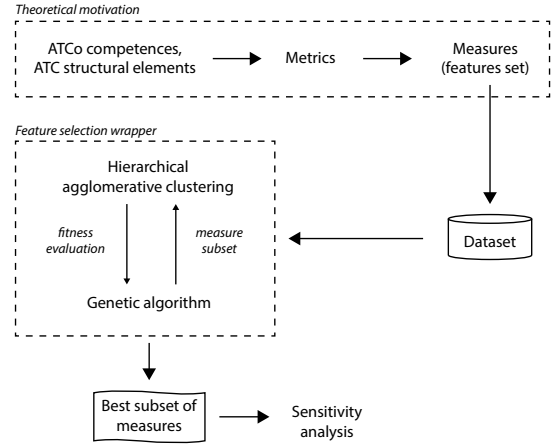 Theoretical motivation
ATCo competences,
ATC structural elements
Metrics
Measures
(features set)
Feature selection wrapper
Hierarchical
agglomerative clustering
fitness
evaluation
measure
subset
Genetic algorithm
Dataset
Best subset of
measures
Sensitivity
analysis